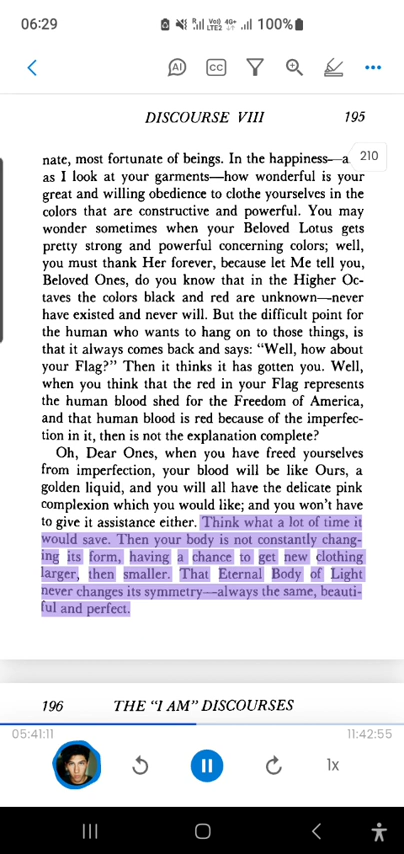 06:29
Vo))
R
LTE2
4G+
100%
AI
CC
DISCOURSE VIII 195
210
nate, most fortunate of beings. In the happiness—a
as I look at your garments—how wonderful is your
great and willing obedience to clothe yourselves in the
colors that are constructive and powerful. You may
wonder sometimes when your Beloved Lotus gets
pretty strong and powerful concerning colors; well,
you must thank Her forever, because let Me tell you,
Beloved Ones, do you know that in the Higher Oc-
taves the colors black and red are unknown—never
have existed and never will. But the difficult point for
the human who wants to hang on to those things, is
that it always comes back and says: “Well, how about
your Flag?” Then it thinks it has gotten you. Well,
when you think that the red in your Flag represents
the human blood shed for the Freedom of America,
and that human blood is red because of the imperfec-
tion in it, then is not the explanation complete?
Oh, Dear Ones, when you have freed yourselves
from imperfection, your blood will be like Ours, a
golden liquid, and you will all have the delicate pink
complexion which you would like; and you won’t have
to give it assistance either. Think what a lot of time it
would save. Then your body is not constantly chang-
ing its form, having a chance to get new clothing
larger, then smaller. That Eternal Body of Light
never changes its symmetry—always the same, beauti-
ful and perfect.
196 THE “I AM” DISCOURSES
05:41:11 11:42:55
1x